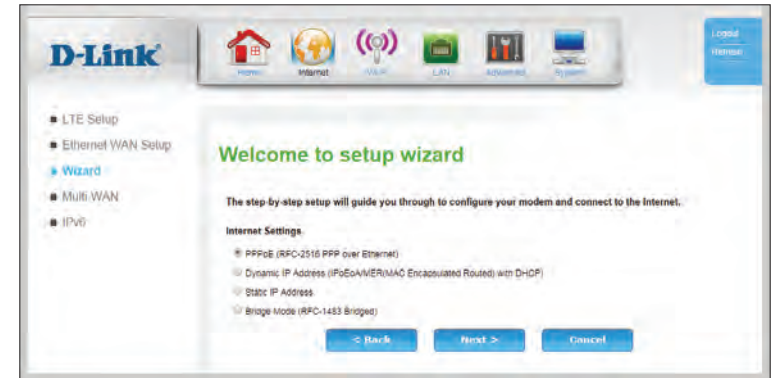 D-Link
Home
Internet
LAN
Advanced
System
Logout
LTE Setup
Ethernet WAN Setup
Wizard
Multi WAN
IPv6
Welcome to setup wizard
The step-by-step setup will guide you through to configure your modem and connect to the Internet.
Internet Settings
PPPoE (RFC-2516 PPP over Ethernet)
Dynamic IP Address (IPoEoA/MER(MAC Encapsulated Routed) with DHCP)
Static IP Address
Bridge Mode (RFC-1483 Bridged)
< Back
Next >
Cancel